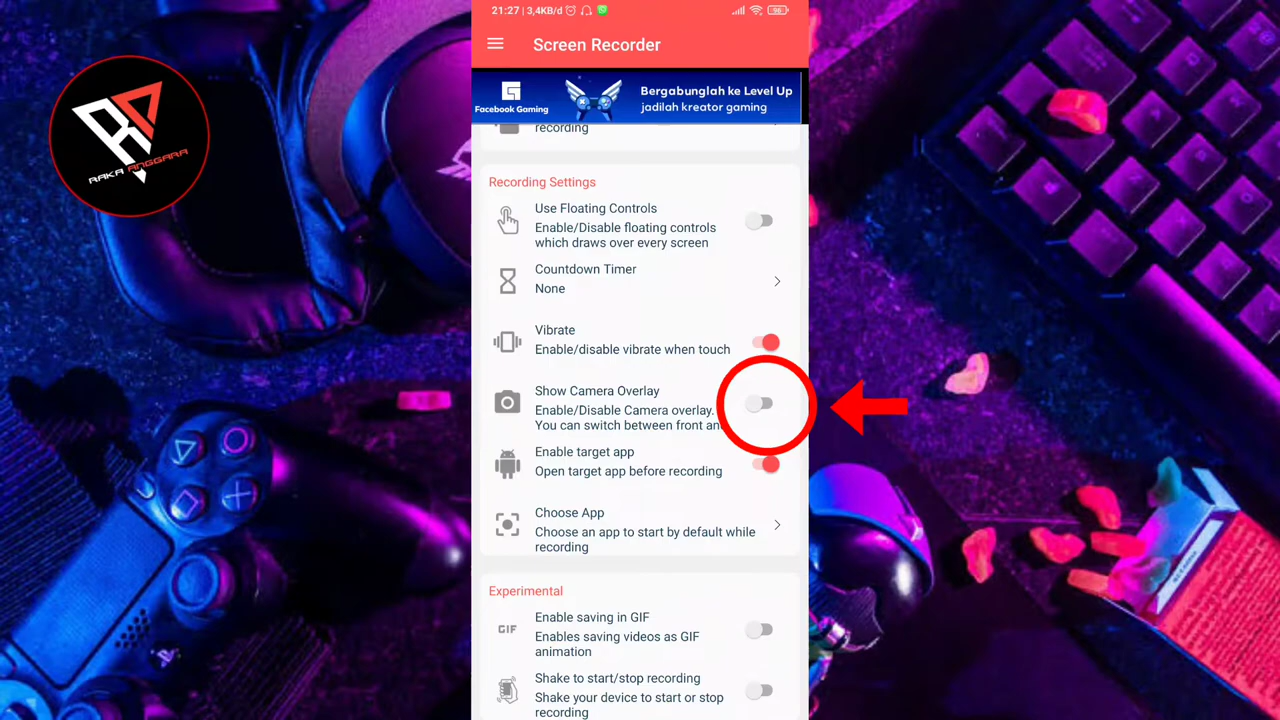 RAKA ANGGARA
21:27 | 3,4KB/d
96
Screen Recorder
Facebook Gaming
Bergabunglah ke Level Up
jadilah kreator gaming
recording
Recording Settings
Use Floating Controls
Enable/Disable floating controls
which draws over every screen
Countdown Timer
None
Vibrate
Enable/disable vibrate when touch
Show Camera Overlay
Enable/Disable Camera overlay.
You can switch between front an
Enable target app
Open target app before recording
Choose App
Choose an app to start by default while
recording
Experimental
GIF
Enable saving in GIF
Enables saving videos as GIF
animation
Shake to start/stop recording
Shake your device to start or stop
recording